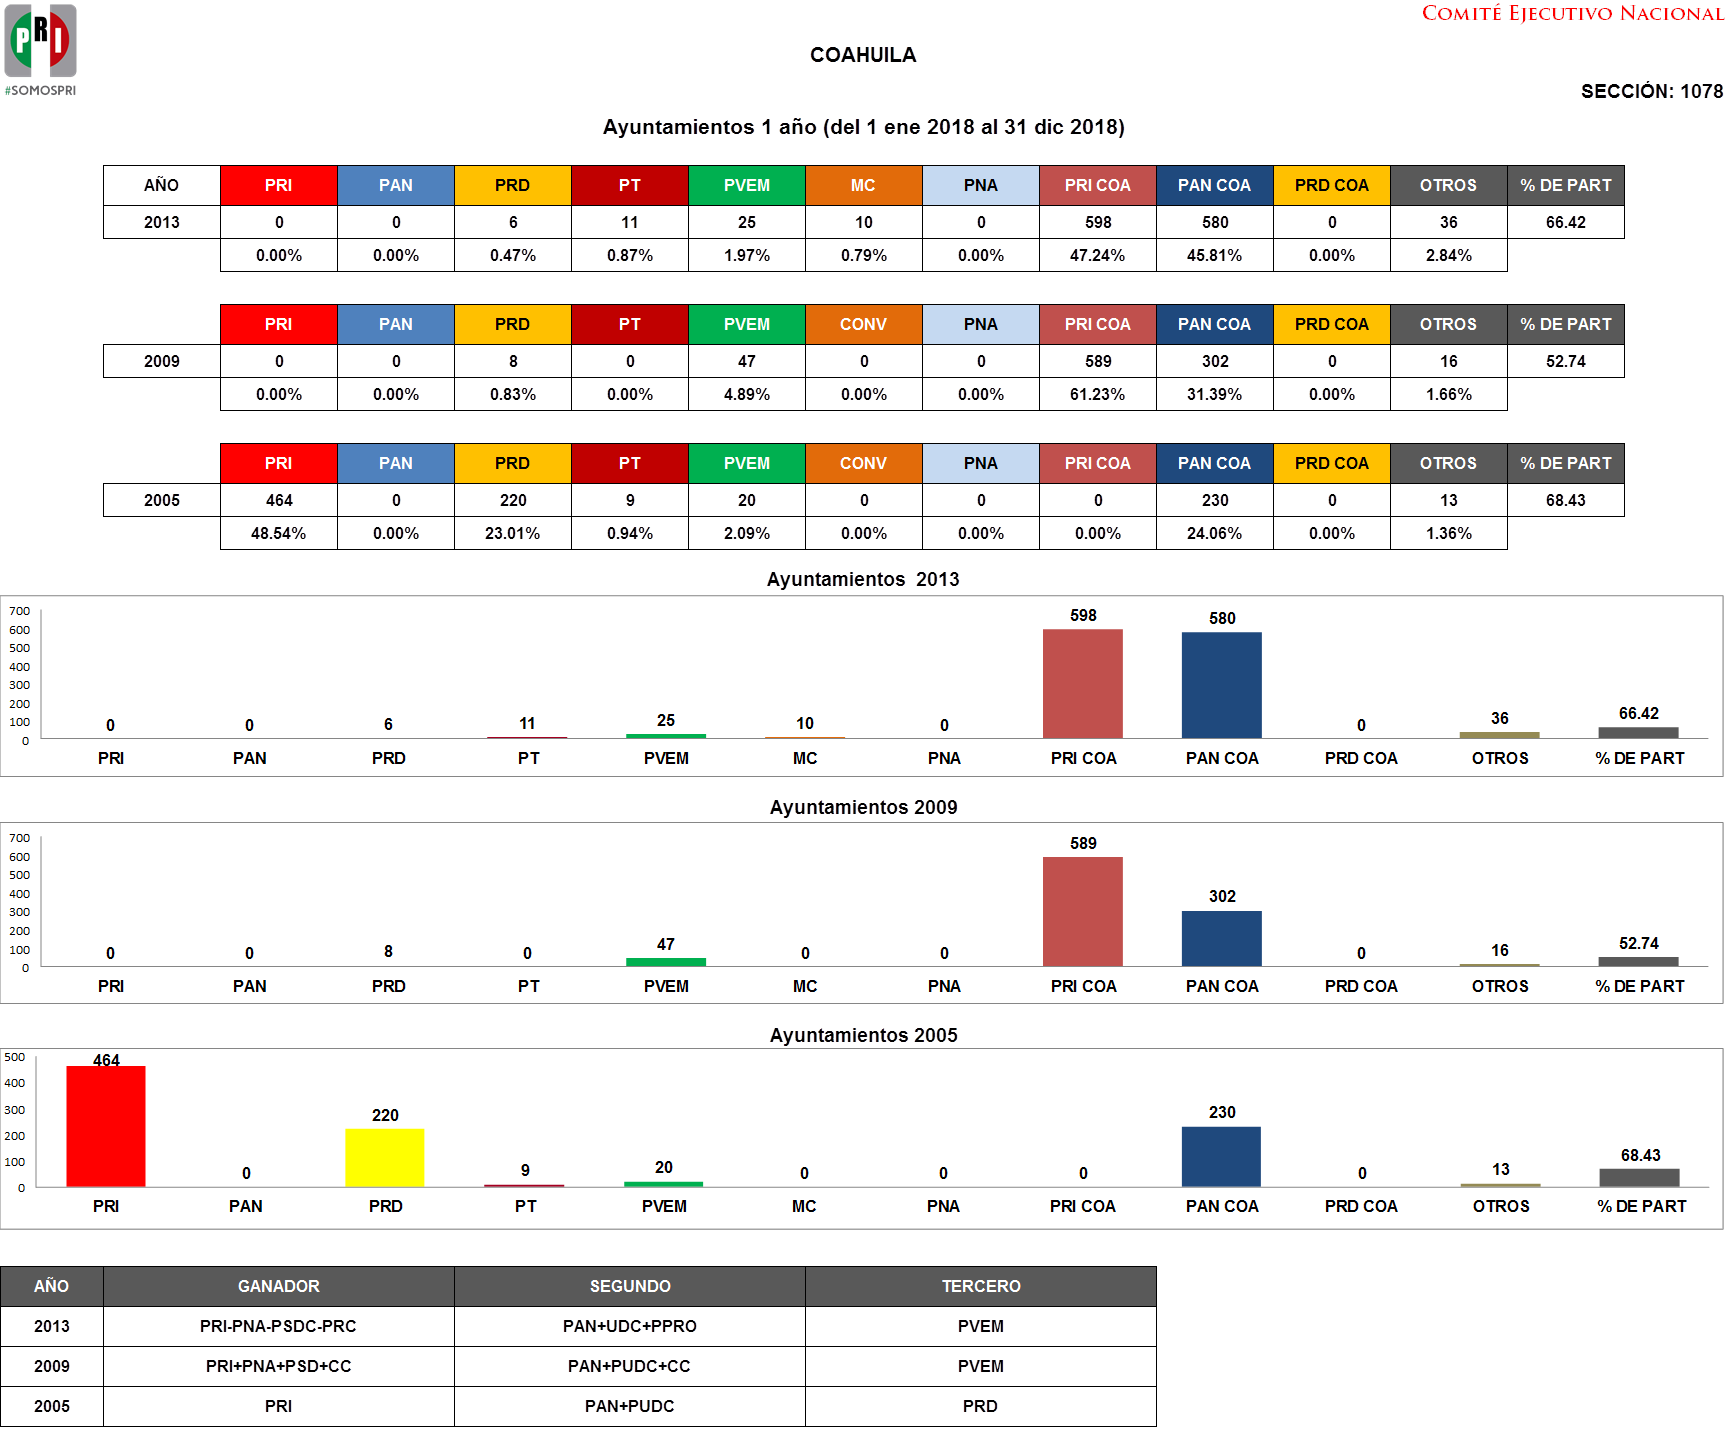 COMITÉ EJECUTIVO NACIONAL
PRI
#SOMOSPRI
COAHUILA
SECCIÓN: 1078
Ayuntamientos 1 año (del 1 ene 2018 al 31 dic 2018)
AÑO PRI PAN PRD PT PVEM MC PNA PRI COA PAN COA PRD COA OTROS % DE PART
2013 0 0 6 11 25 10 0 598 580 0 36 66.42
0.00% 0.00% 0.47% 0.87% 1.97% 0.79% 0.00% 47.24% 45.81% 0.00% 2.84%
PRI PAN PRD PT PVEM CONV PNA PRI COA PAN COA PRD COA OTROS % DE PART
2009 0 0 8 0 47 0 0 589 302 0 16 52.74
0.00% 0.00% 0.83% 0.00% 4.89% 0.00% 0.00% 61.23% 31.39% 0.00% 1.66%
PRI PAN PRD PT PVEM CONV PNA PRI COA PAN COA PRD COA OTROS % DE PART
2005 464 0 220 9 20 0 0 0 230 0 13 68.43
48.54% 0.00% 23.01% 0.94% 2.09% 0.00% 0.00% 0.00% 24.06% 0.00% 1.36%
Ayuntamientos 2013
700
600
500
400
300
200
100
0
0 0 6 11 25 10 0 598 580 0 36 66.42
PRI PAN PRD PT PVEM MC PNA PRI COA PAN COA PRD COA OTROS % DE PART
Ayuntamientos 2009
700
600
500
400
300
200
100
0
0 0 8 0 47 0 0 589 302 0 16 52.74
PRI PAN PRD PT PVEM MC PNA PRI COA PAN COA PRD COA OTROS % DE PART
Ayuntamientos 2005
500
400
300
200
100
0
464 0 220 9 20 0 0 0 230 0 13 68.43
PRI PAN PRD PT PVEM MC PNA PRI COA PAN COA PRD COA OTROS % DE PART
AÑO GANADOR SEGUNDO TERCERO
2013 PRI-PNA-PSDC-PRC PAN+UDC+PPRO PVEM
2009 PRI+PNA+PSD+CC PAN+PUDC+CC PVEM
2005 PRI PAN+PUDC PRD